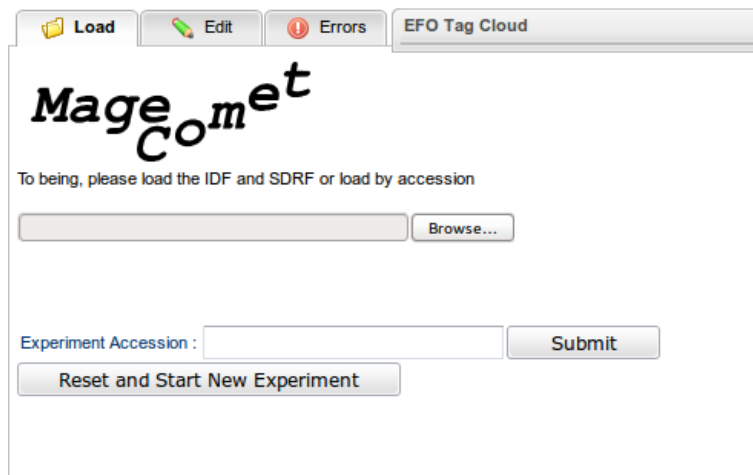 Load Edit Errors EFO Tag Cloud
Mage Comet
To being, please load the IDF and SDRF or load by accession
Browse...
Experiment Accession : Submit
Reset and Start New Experiment